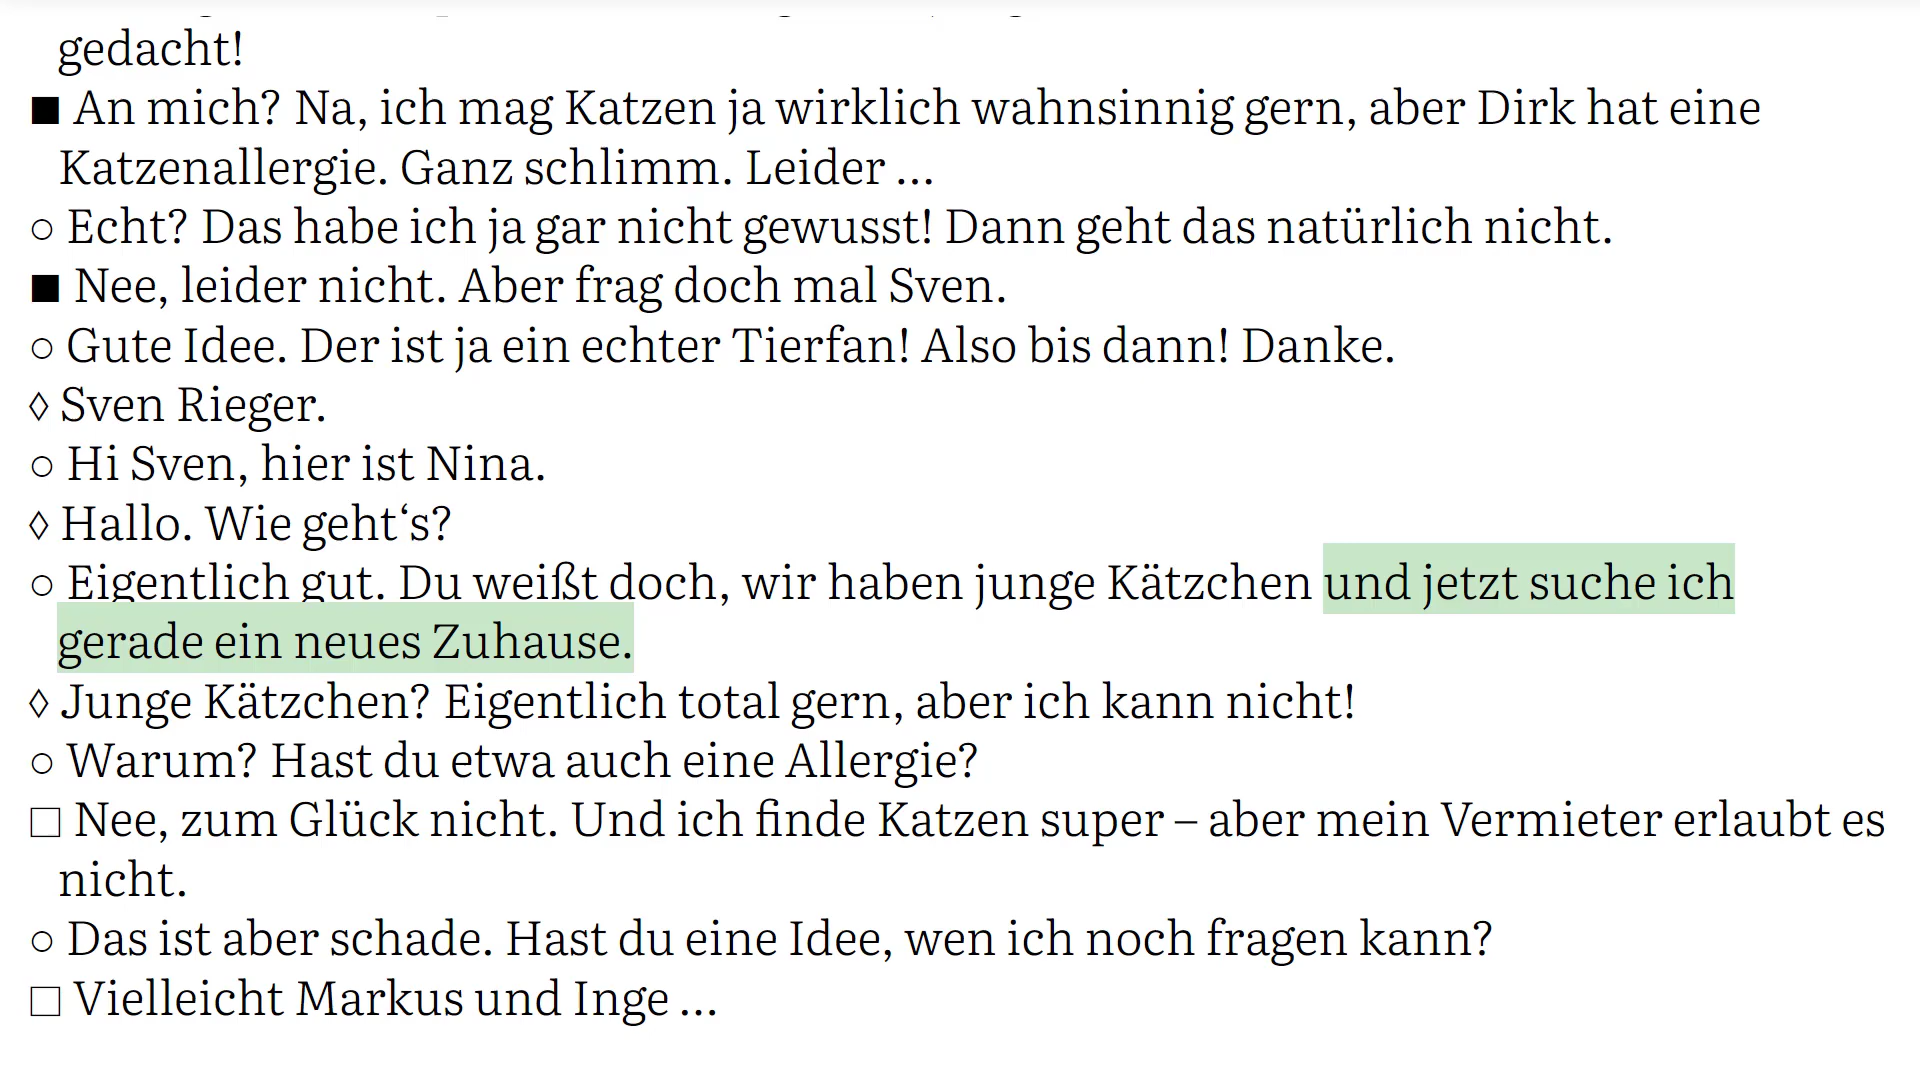 gedacht!
■ An mich? Na, ich mag Katzen ja wirklich wahnsinnig gern, aber Dirk hat eine
Katzenallergie. Ganz schlimm. Leider ...
○ Echt? Das habe ich ja gar nicht gewusst! Dann geht das natürlich nicht.
■ Nee, leider nicht. Aber frag doch mal Sven.
○ Gute Idee. Der ist ja ein echter Tierfan! Also bis dann! Danke.
◊ Sven Rieger.
○ Hi Sven, hier ist Nina.
◊ Hallo. Wie geht‘s?
○ Eigentlich gut. Du weißt doch, wir haben junge Kätzchen und jetzt suche ich
gerade ein neues Zuhause.
◊ Junge Kätzchen? Eigentlich total gern, aber ich kann nicht!
○ Warum? Hast du etwa auch eine Allergie?
□ Nee, zum Glück nicht. Und ich finde Katzen super – aber mein Vermieter erlaubt es
nicht.
○ Das ist aber schade. Hast du eine Idee, wen ich noch fragen kann?
□ Vielleicht Markus und Inge ...